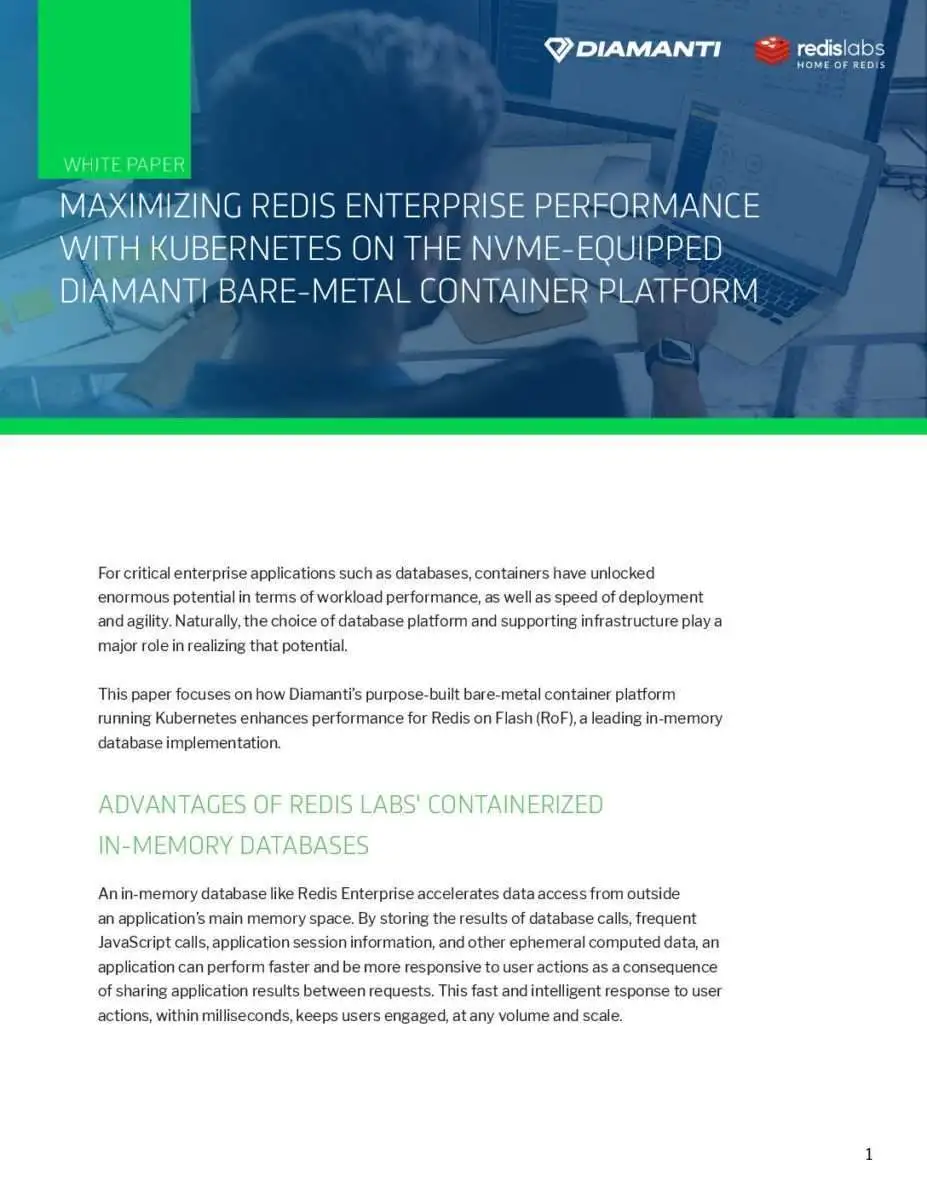 DIAMANTI
redislabs
HOME OF REDIS
WHITE PAPER
MAXIMIZING REDIS ENTERPRISE PERFORMANCE
WITH KUBERNETES ON THE NVME-EQUIPPED
DIAMANTI BARE-METAL CONTAINER PLATFORM
For critical enterprise applications such as databases, containers have unlocked
enormous potential in terms of workload performance, as well as speed of deployment
and agility. Naturally, the choice of database platform and supporting infrastructure play a
major role in realizing that potential.
This paper focuses on how Diamanti’s purpose-built bare-metal container platform
running Kubernetes enhances performance for Redis on Flash (RoF), a leading in-memory
database implementation.
ADVANTAGES OF REDIS LABS' CONTAINERIZED
IN-MEMORY DATABASES
An in-memory database like Redis Enterprise accelerates data access from outside
an application’s main memory space. By storing the results of database calls, frequent
JavaScript calls, application session information, and other ephemeral computed data, an
application can perform faster and be more responsive to user actions as a consequence
of sharing application results between requests. This fast and intelligent response to user
actions, within milliseconds, keeps users engaged, at any volume and scale.
1